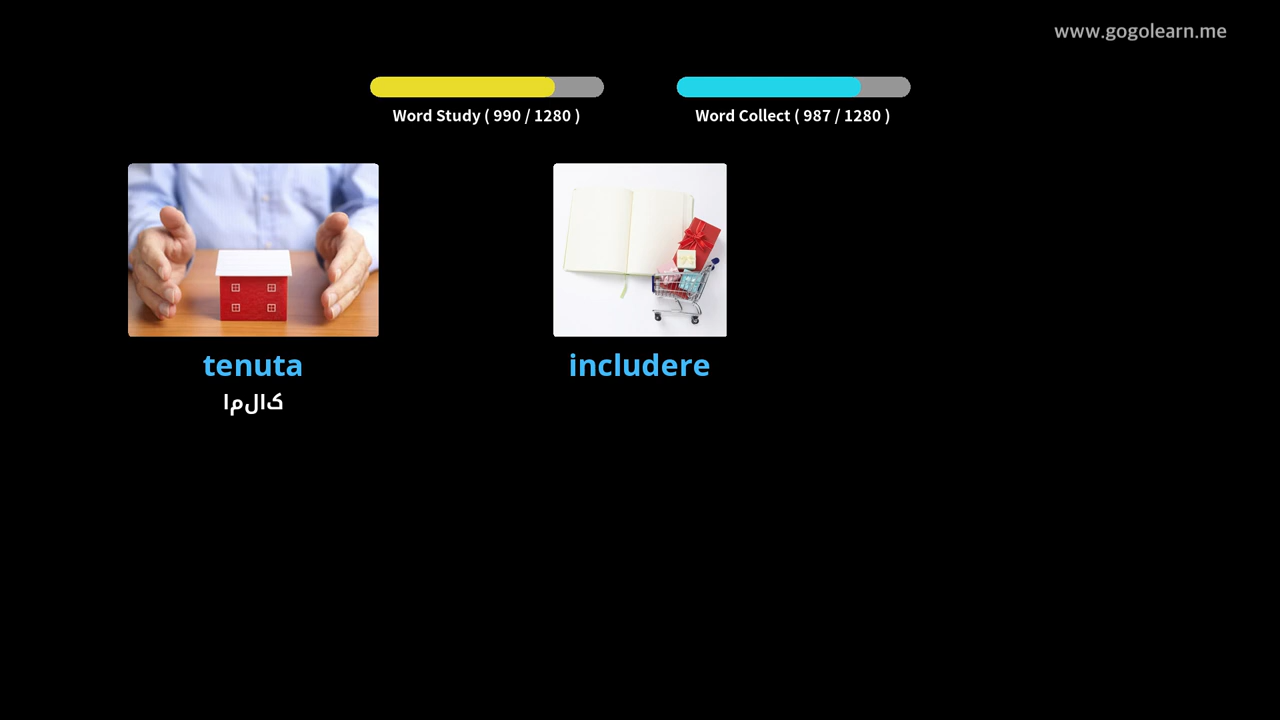 www.gogolearn.me
Word Study ( 990 / 1280 )
Word Collect ( 987 / 1280 )
tenuta
includere
املاک